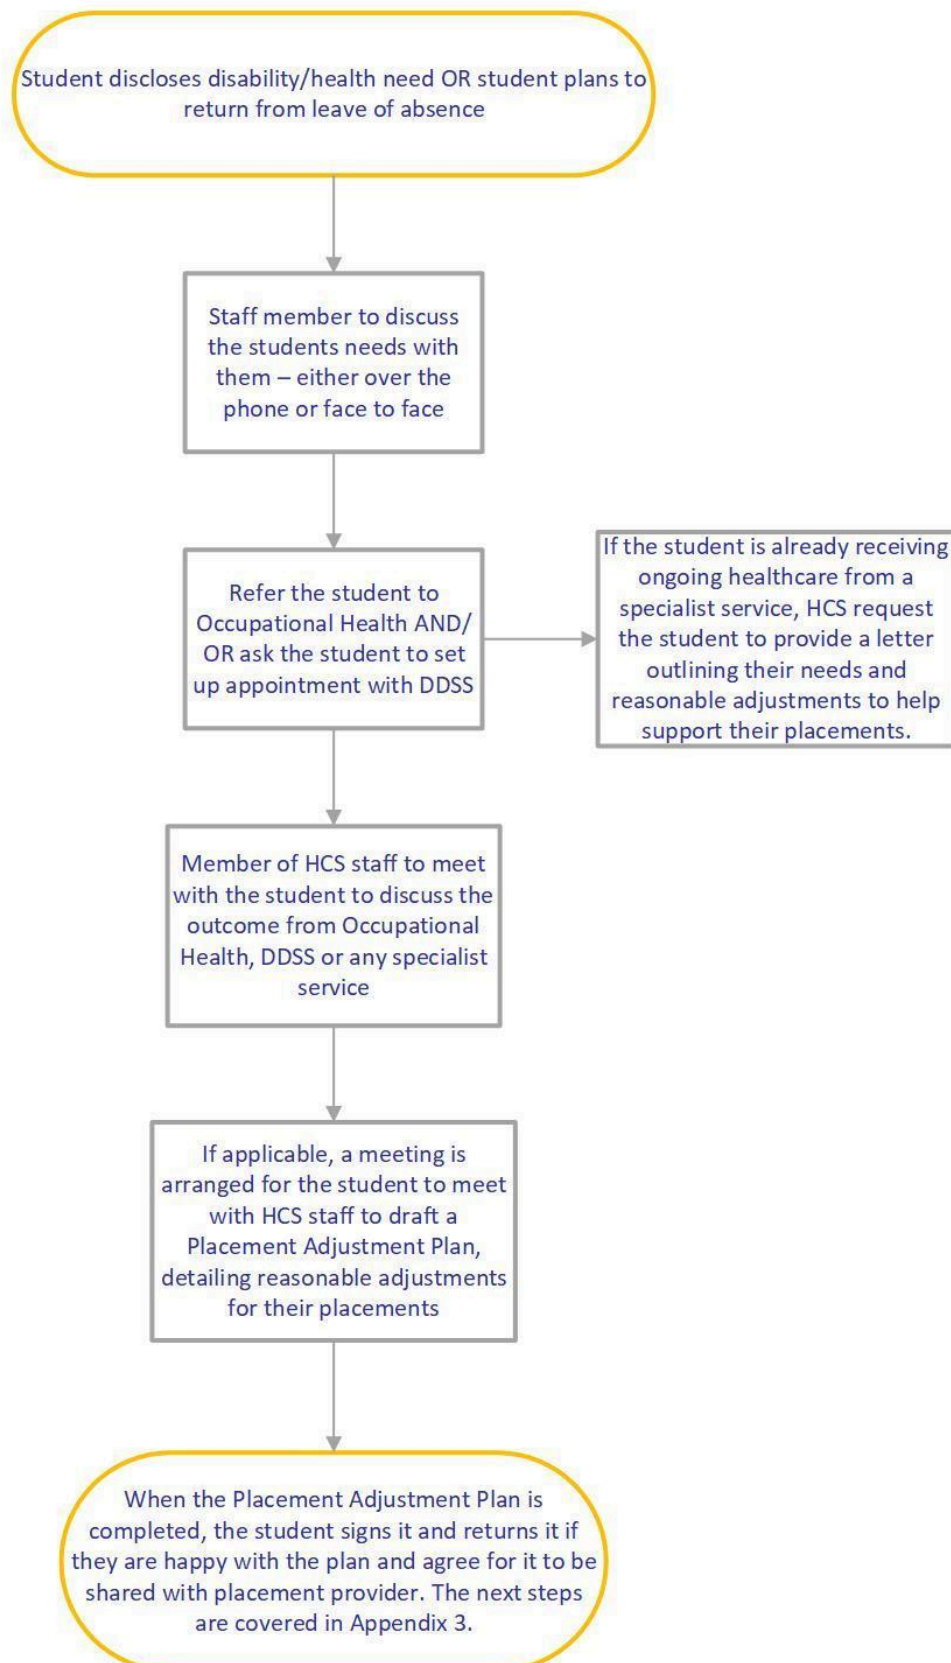 Student discloses disability/health need OR student plans to
return from leave of absence
Staff member to discuss
the students needs with
them – either over the
phone or face to face
Refer the student to
Occupational Health AND/
OR ask the student to set
up appointment with DDSS
If the student is already receiving
ongoing healthcare from a
specialist service, HCS request
the student to provide a letter
outlining their needs and
reasonable adjustments to help
support their placements.
Member of HCS staff to meet
with the student to discuss the
outcome from Occupational
Health, DDSS or any specialist
service
If applicable, a meeting is
arranged for the student to meet
with HCS staff to draft a
Placement Adjustment Plan,
detailing reasonable adjustments
for their placements
When the Placement Adjustment Plan is
completed, the student signs it and returns it if
they are happy with the plan and agree for it to be
shared with placement provider. The next steps
are covered in Appendix 3.